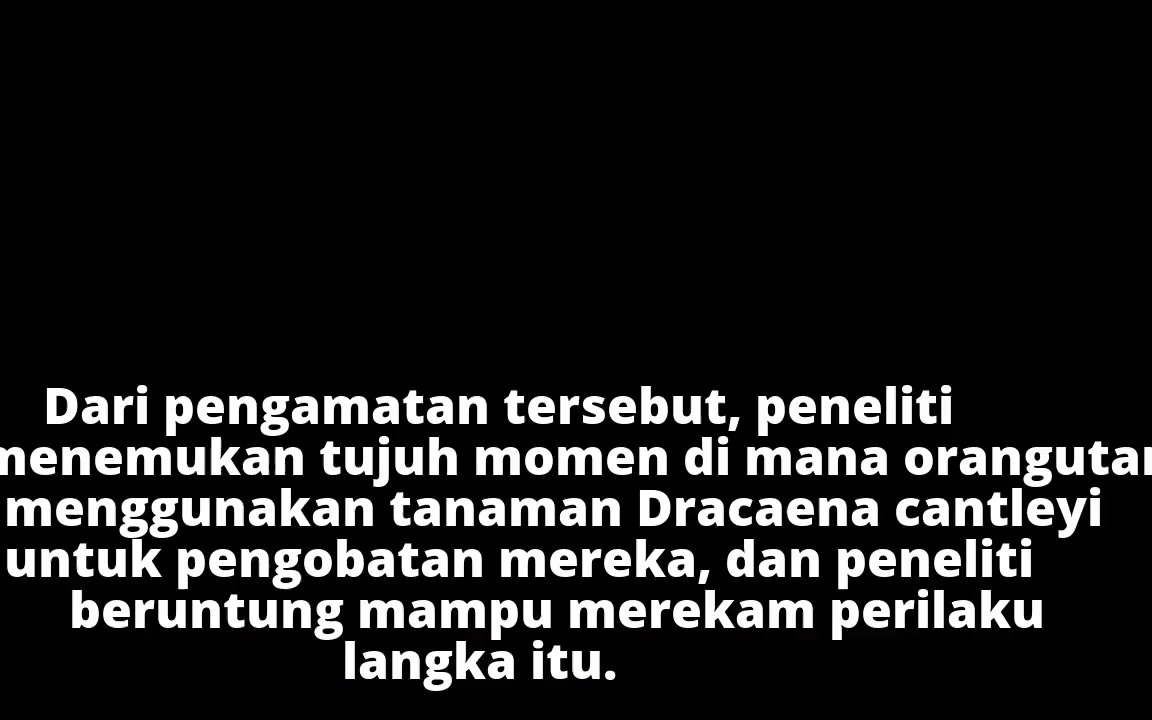 Dari pengamatan tersebut, peneliti
menemukan tujuh momen di mana orangutan
menggunakan tanaman Dracaena cantleyi
untuk pengobatan mereka, dan peneliti
beruntung mampu merekam perilaku
langka itu.